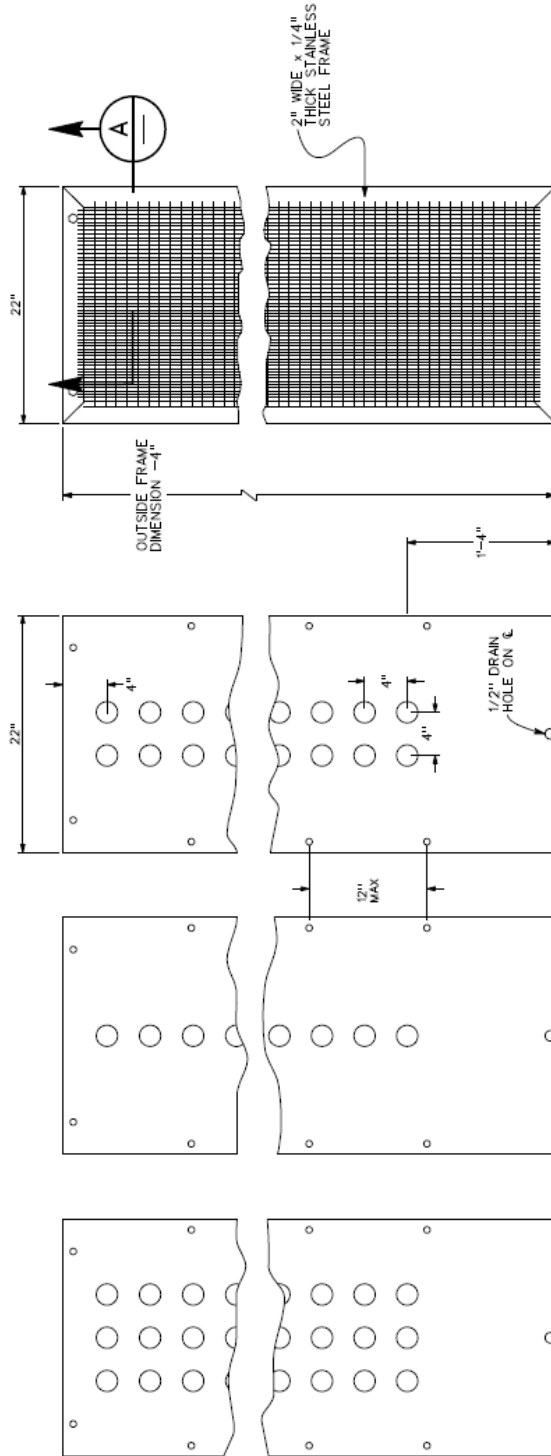 22"
A
2" WIDE x 1/4"
THICK STAINLESS
STEEL FRAME
OUTSIDE FRAME
DIMENSION -4"
22"
4"
4"
4"
1'-4"
1/2" DRAIN
HOLE ON ℄
12"
MAX